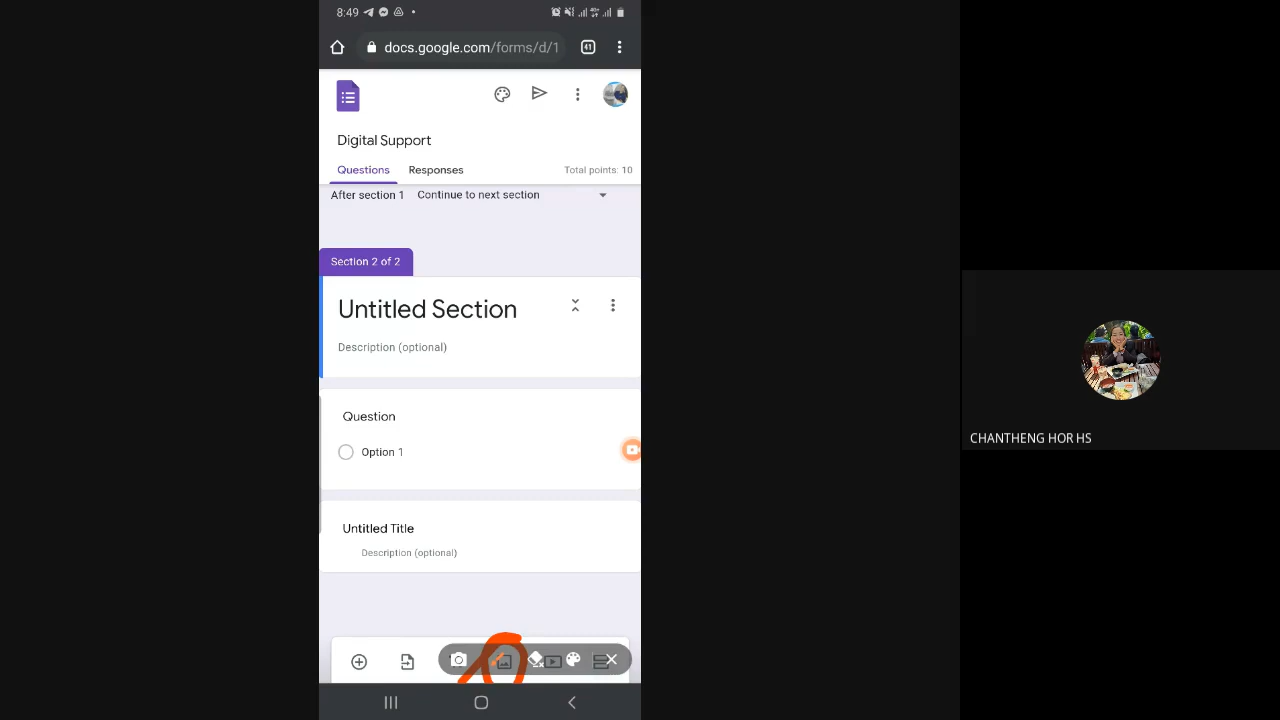 8:49
docs.google.com/forms/d/1
41
Digital Support
Questions Responses Total points: 10
After section 1 Continue to next section
Section 2 of 2
Untitled Section
Description (optional)
Question
Option 1
CHANTHENG HOR HS
Untitled Title
Description (optional)